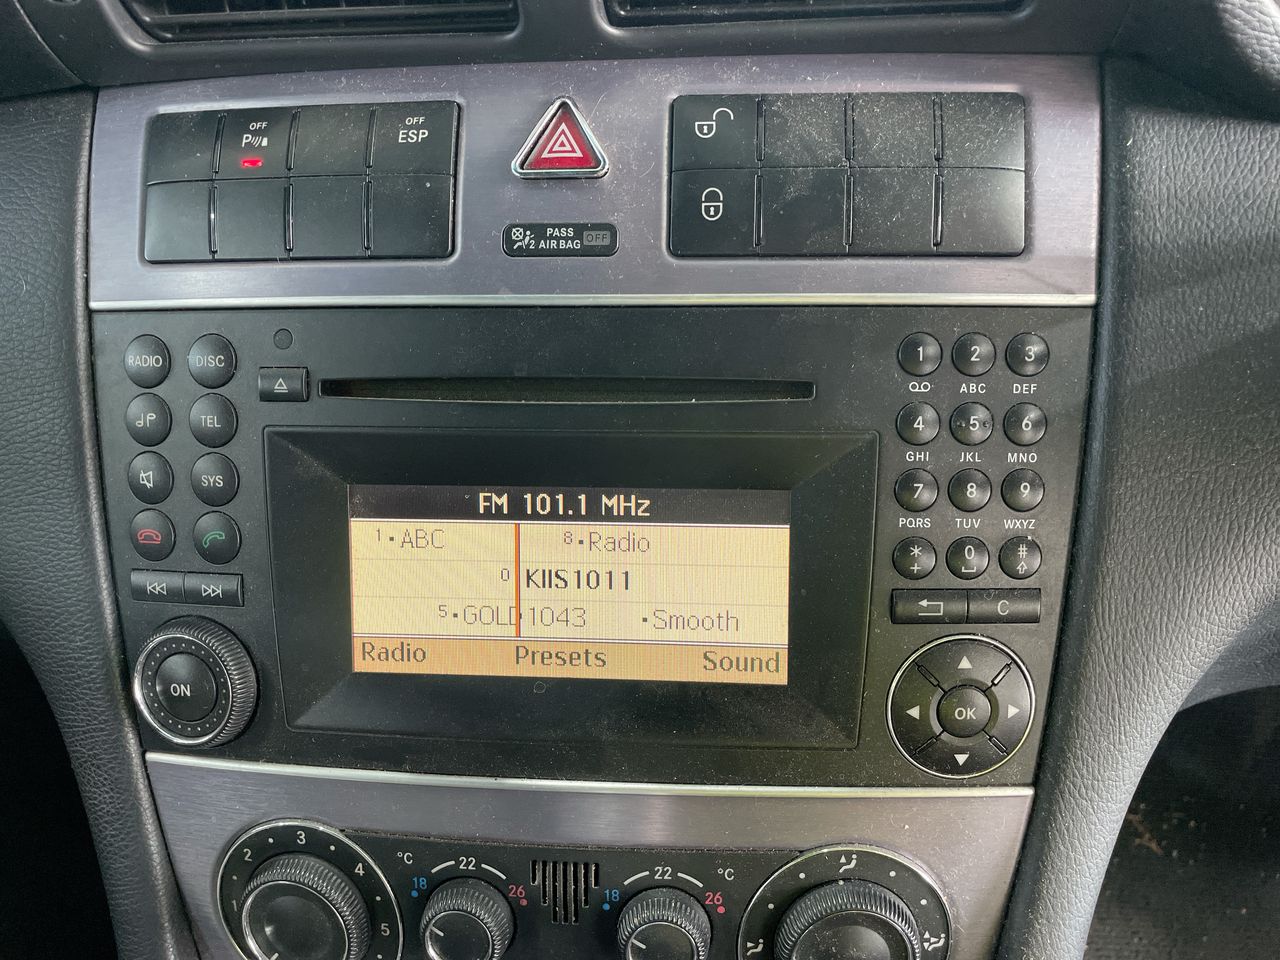 OFF
P
OFF
ESP
PASS
2 AIRBAG OFF
RADIO
DISC
TEL
SYS
ON
FM 101.1 MHz
1 ABC
8 Radio
0 KIIS1011
5 GOLD1043
Smooth
Radio Presets Sound
1 2 3
ABC DEF
4 5 6
GHI JKL MNO
7 8 9
PQRS TUV WXYZ
* 0 #
+
C
OK
1 2 3 4 5
°C
18 22 26
18 22 26
°C